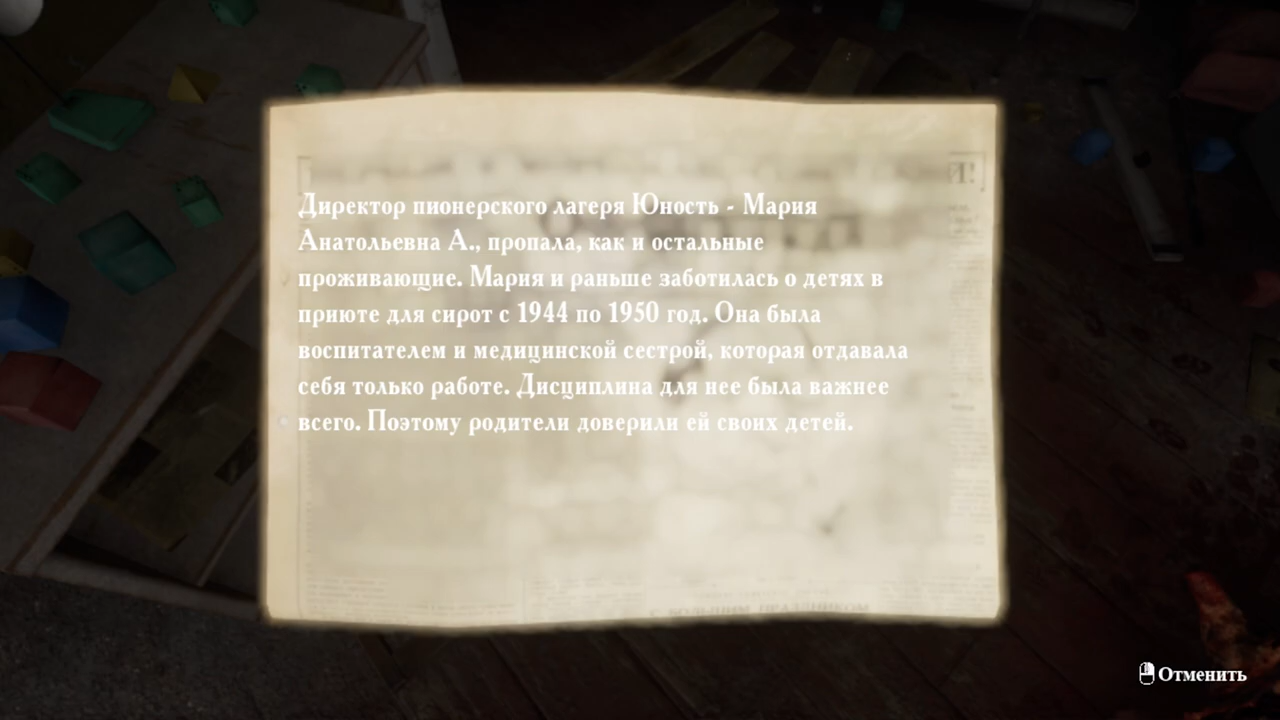 Директор пионерского лагеря Юность - Мария
Анатольевна А., пропала, как и остальные
проживающие. Мария и раньше заботилась о детях в
приюте для сирот с 1944 по 1950 год. Она была
воспитателем и медицинской сестрой, которая отдавала
себя только работе. Дисциплина для нее была важнее
всего. Поэтому родители доверили ей своих детей.
Отменить